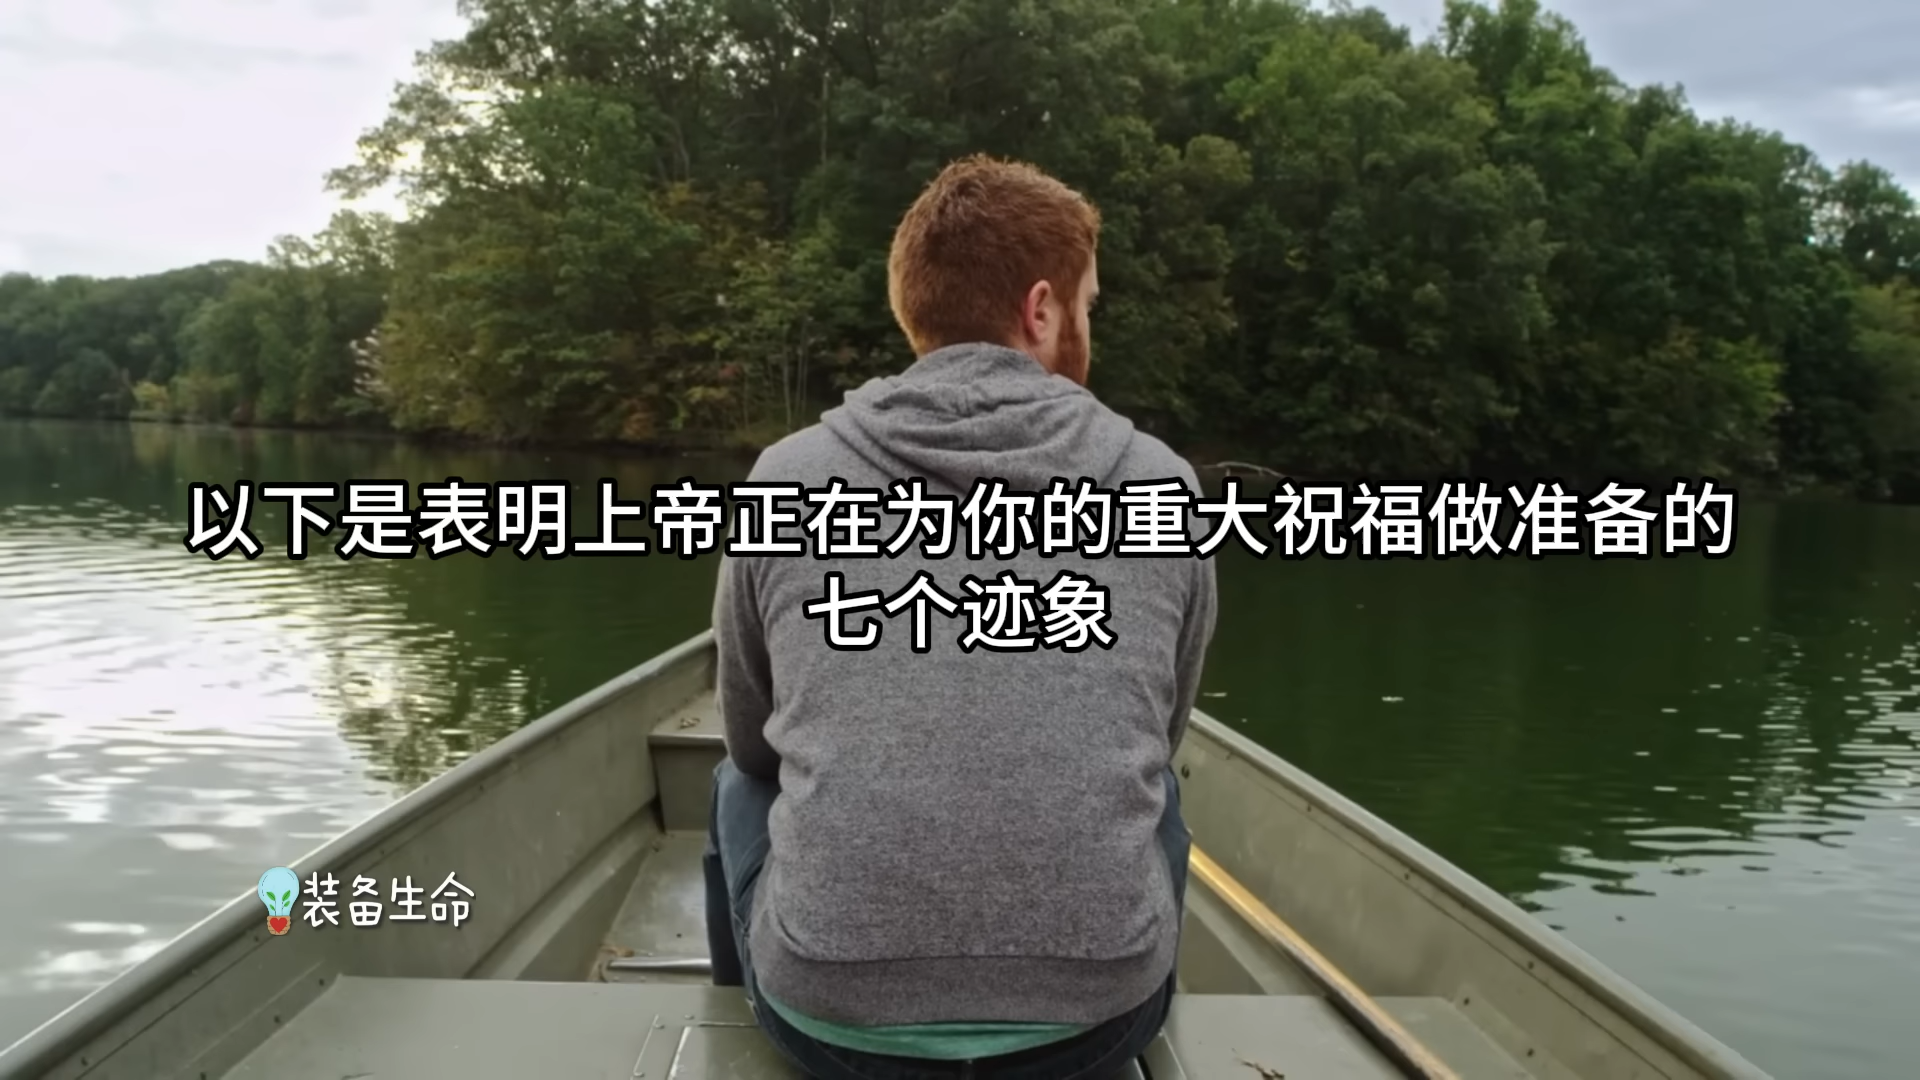 以下是表明上帝正在为你的重大祝福做准备的
七个迹象
装备生命